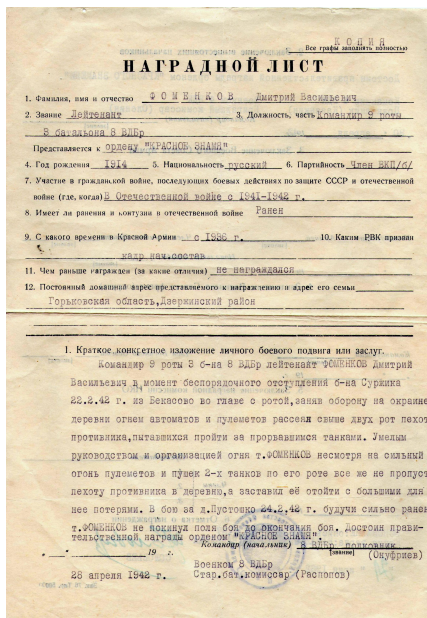 КОПИЯ
Все графы заполнять полностью
НАГРАДНОЙ ЛИСТ
1. Фамилия, имя и отчество ФОМЕНКОВ Дмитрий Васильевич
2. Звание Лейтенант 3. Должность, часть Командир 9 роты
3 батальона 8 ВДБр
Представляется к ордену "КРАСНОЕ ЗНАМЯ"
4. Год рождения 1914 5. Национальность русский 6. Партийность Член ВКП/б/
7. Участие в гражданской войне, последующих боевых действиях по защите СССР и отечественной
войне (где, когда) В Отечественной войне с 1941-1942 г.
8. Имеет ли ранения и контузии в отечественной войне Ранен
9. С какого времени в Красной Армии с 1936 г. 10. Каким РВК призван
кадр нач.состав
11. Чем раньше награжден (за какие отличия) не награждался
12. Постоянный домашний адрес представляемого к награждению и адрес его семьи
Горьковская область, Дзержинский район
1. Краткое, конкретное изложение личного боевого подвига или заслуг.
Командир 9 роты 3 б-на 8 ВДБр лейтенант ФОМЕНКОВ Дмитрий
Васильевич в момент беспорядочного отступления б-на Суржика
22.2.42 г. из Бекасово во главе с ротой, заняв оборону на окраине
деревни огнем автоматов и пулеметов рассеял свыше двух рот пехот
противника, пытавшихся пройти за прорвавшимся танками. Умелым
руководством и организацией огня т.ФОМЕНКОВ несмотря на сильный
огонь пулеметов и пушек 2-х танков по его роте все же не пропуст
пехоту противника в деревню, а заставил её отойти с большими для
нее потерями. В бою за д.Пустошко 24.2.42 г. будучи сильно ранен
т.ФОМЕНКОВ не покинул поля боя до окончания боя. Достоин прави-
тельственной награды орденом "КРАСНОЕ ЗНАМЯ".
Командир (начальник) 8 ВДБр, полковник
" " 19 г. (звание) (Онуфриев)
Военком 8 ВДБр
28 апреля 1942 г. Стар.бат.комиссар (Распопов)